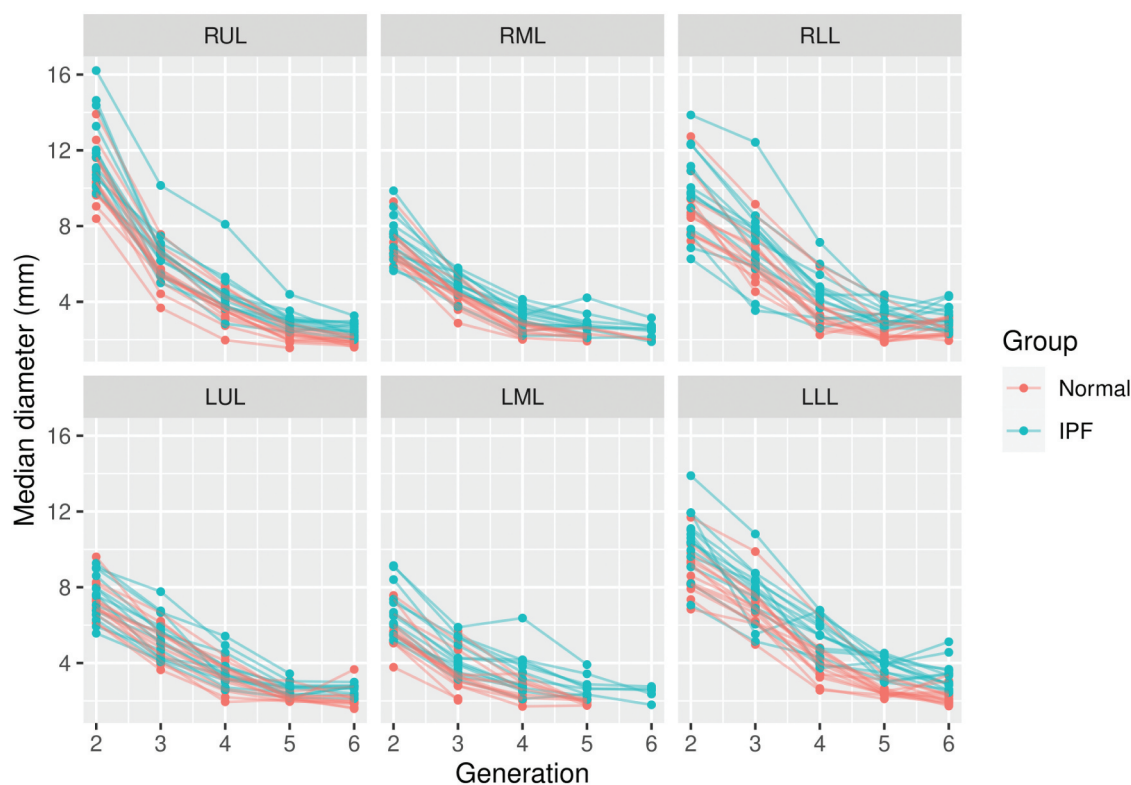 RUL RML RLL
16
12
8
4
LUL LML LLL
16
12
8
4
2 3 4 5 6 2 3 4 5 6 2 3 4 5 6
Generation
Median diameter (mm)
Group
Normal
IPF